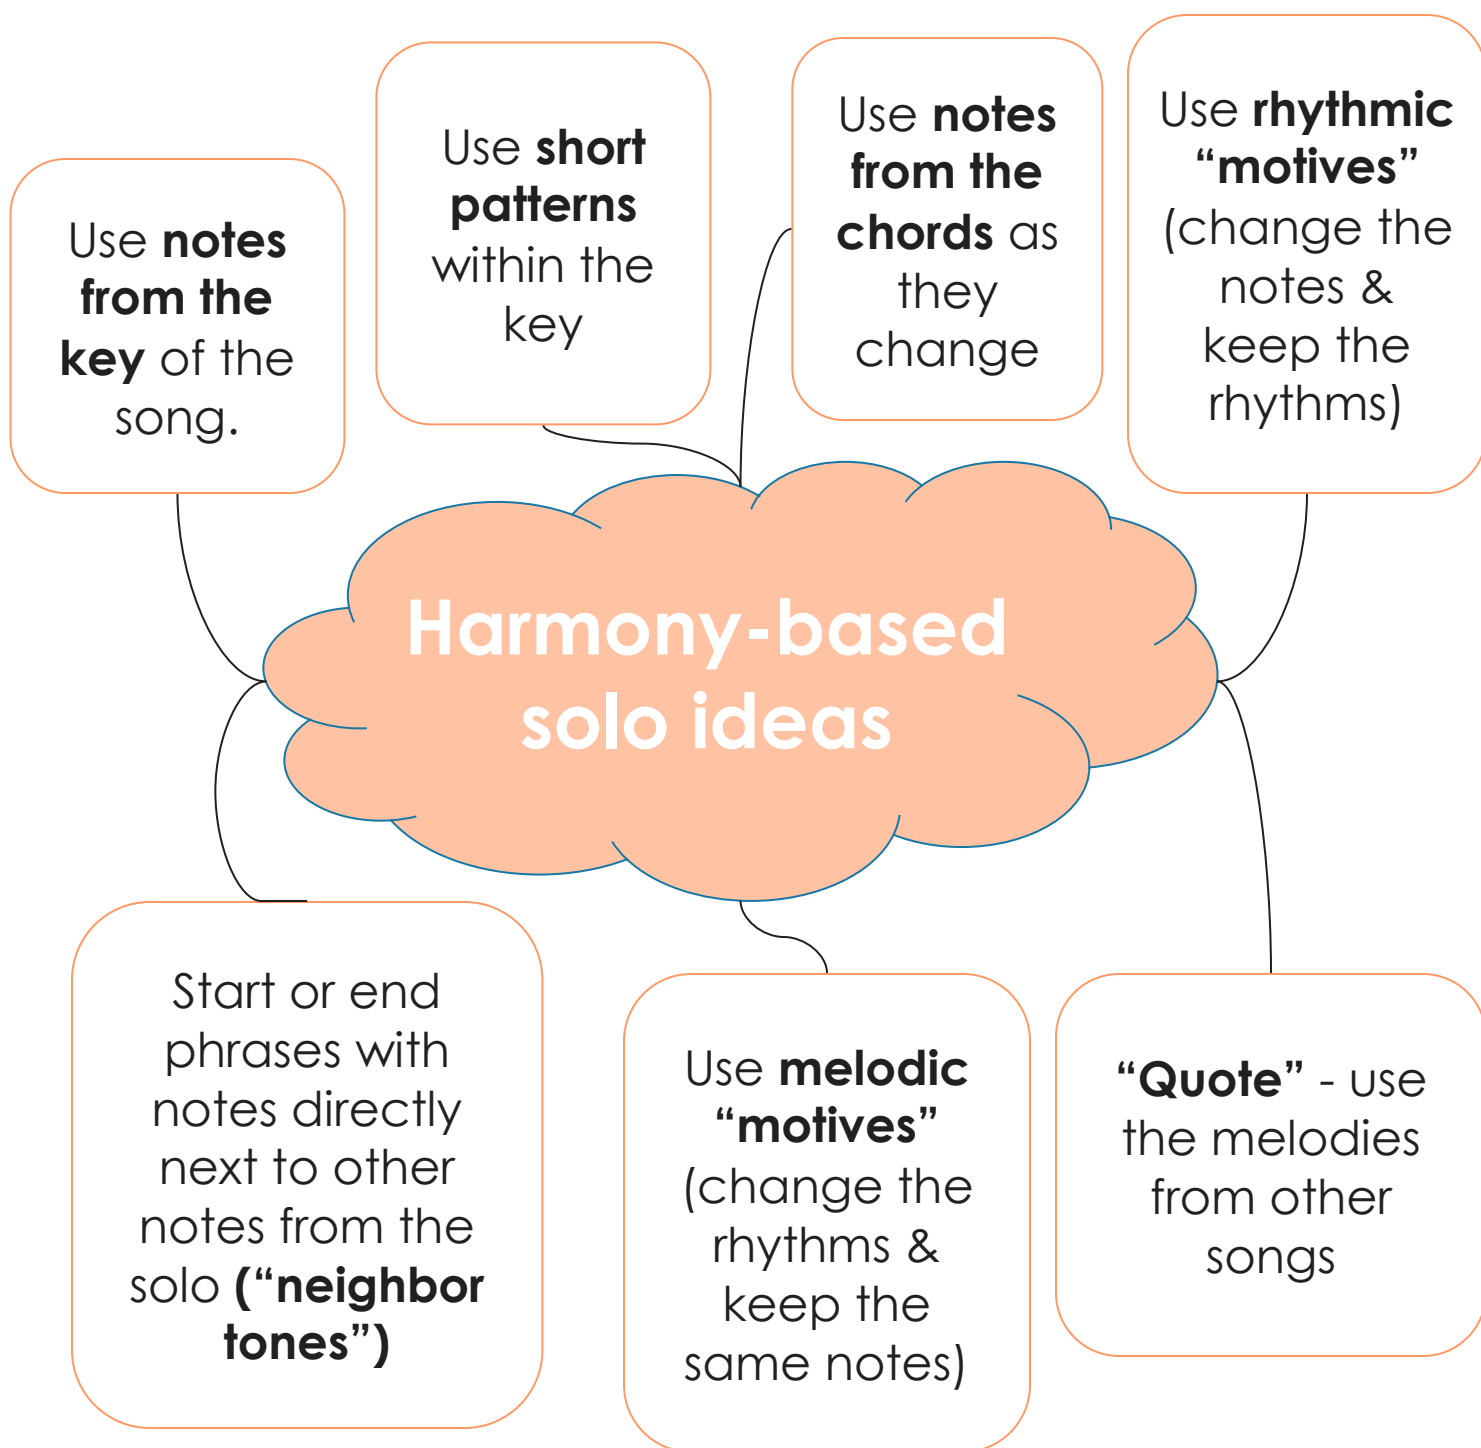 Use notes
from the
key of the
song.
Use short
patterns
within the
key
Use notes
from the
chords as
they
change
Use rhythmic
“motives”
(change the
notes &
keep the
rhythms)
Harmony-based
solo ideas
Start or end
phrases with
notes directly
next to other
notes from the
solo (“neighbor
tones”)
Use melodic
“motives”
(change the
rhythms &
keep the
same notes)
“Quote” - use
the melodies
from other
songs